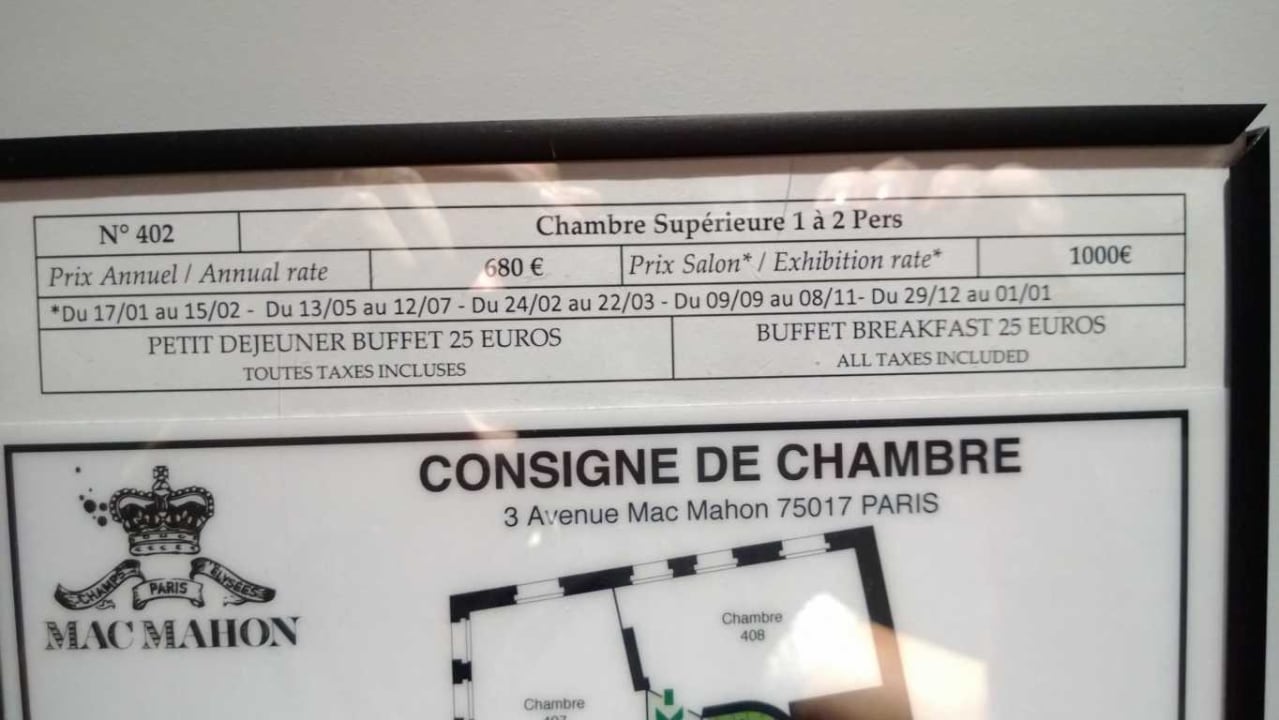 N° 402
Chambre Supérieure 1 à 2 Pers
Prix Annuel / Annual rate
680 €
Prix Salon* / Exhibition rate*
1000€
*Du 17/01 au 15/02 - Du 13/05 au 12/07 - Du 24/02 au 22/03 - Du 09/09 au 08/11- Du 29/12 au 01/01
PETIT DEJEUNER BUFFET 25 EUROS
TOUTES TAXES INCLUSES
BUFFET BREAKFAST 25 EUROS
ALL TAXES INCLUDED
CONSIGNE DE CHAMBRE
3 Avenue Mac Mahon 75017 PARIS
CHAMPS PARIS ELYSEES
MAC MAHON
Chambre
408
Chambre